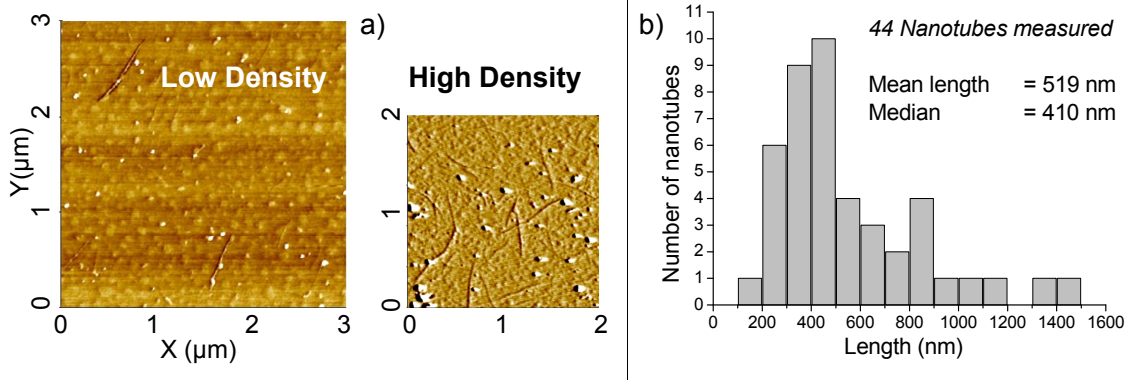 a)
Low Density
Y(µm)
3
2
1
0
0 1 2 3
X (µm)
High Density
2
1
0
0 2
b)
44 Nanotubes measured
Mean length = 519 nm
Median = 410 nm
Number of nanotubes
11
10
9
8
7
6
5
4
3
2
1
0
0 200 400 600 800 1000 1200 1400 1600
Length (nm)